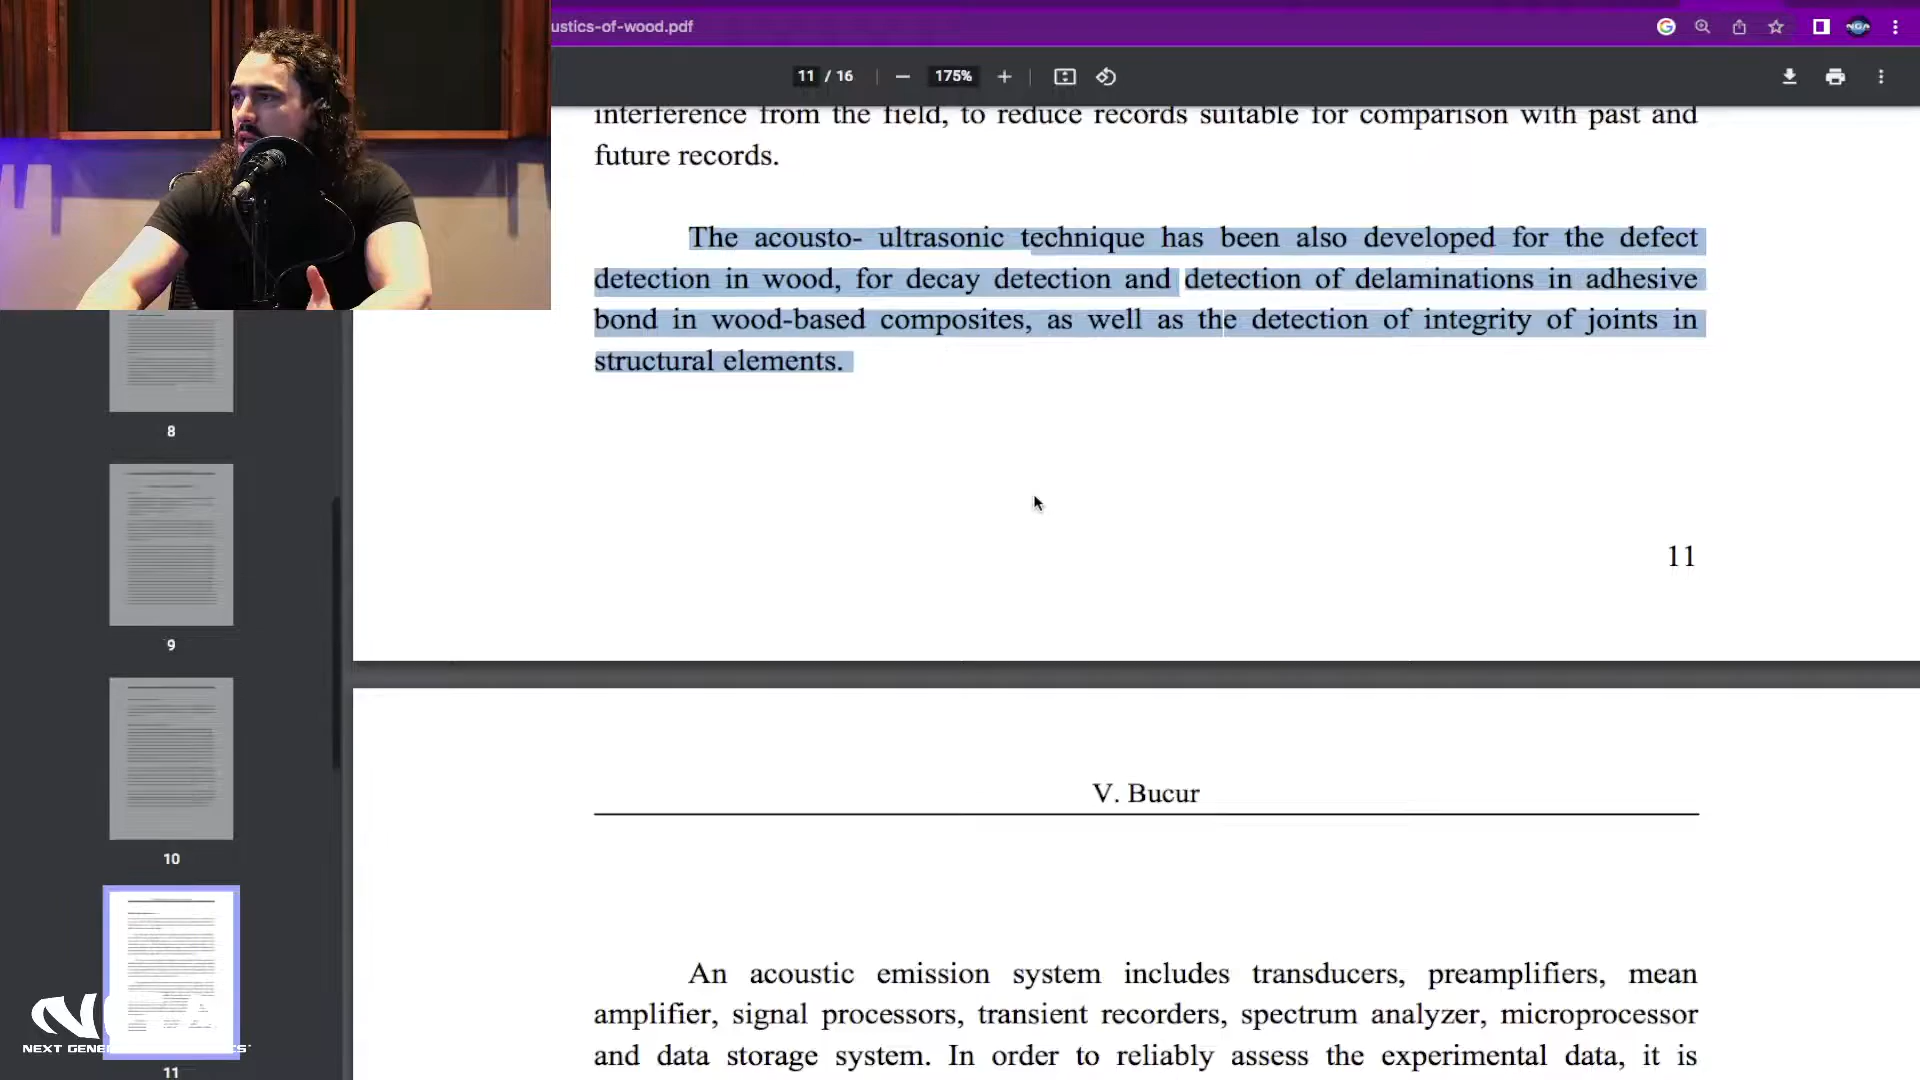 ustics-of-wood.pdf
11 / 16
175%
interference from the field, to reduce records suitable for comparison with past and
future records.
The acousto- ultrasonic technique has been also developed for the defect
detection in wood, for decay detection and detection of delaminations in adhesive
bond in wood-based composites, as well as the detection of integrity of joints in
structural elements.
11
V. Bucur
An acoustic emission system includes transducers, preamplifiers, mean
amplifier, signal processors, transient recorders, spectrum analyzer, microprocessor
and data storage system. In order to reliably assess the experimental data, it is
8
9
10
11
NEXT GENE